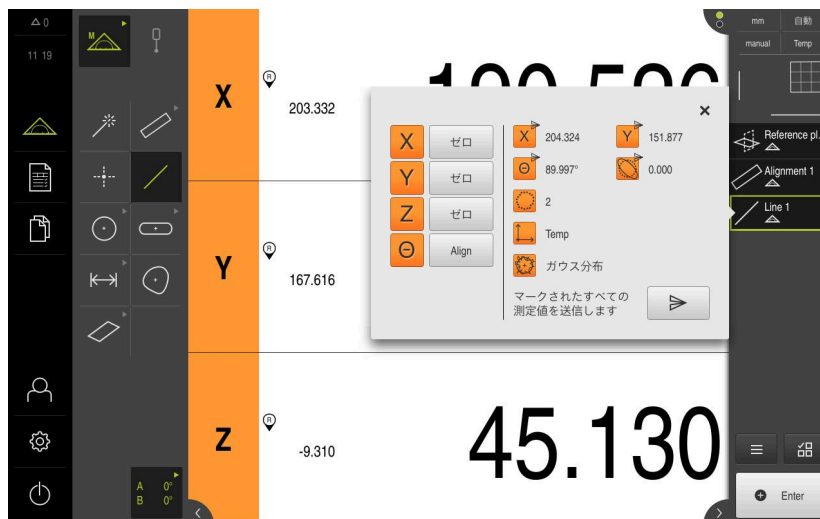 0
11 19
M
X
R
203.332
Y
R
167.616
Z
R
-9.310
45.130
A 0°
B 0°
X ゼロ
Y ゼロ
Z ゼロ
Θ Align
X 204.324 Y 151.877
Θ 89.997° 0.000
2
Temp
ガウス分布
マークされたすべての
測定値を送信します
mm 自動
manual Temp
Reference pl.
Alignment 1
Line 1
Enter